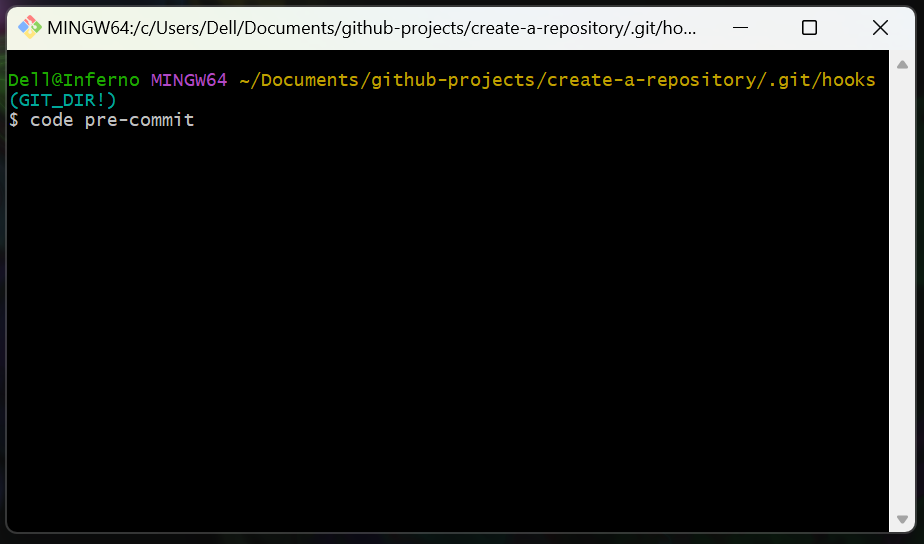 MINGW64:/c/Users/Dell/Documents/github-projects/create-a-repository/.git/ho...
Dell@Inferno MINGW64 ~/Documents/github-projects/create-a-repository/.git/hooks
(GIT_DIR!)
$ code pre-commit